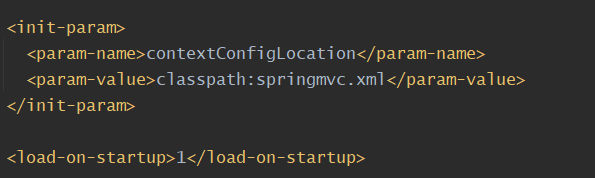 <init-param>
<param-name>contextConfigLocation</param-name>
<param-value>classpath:springmvc.xml</param-value>
</init-param>
<load-on-startup>1</load-on-startup>